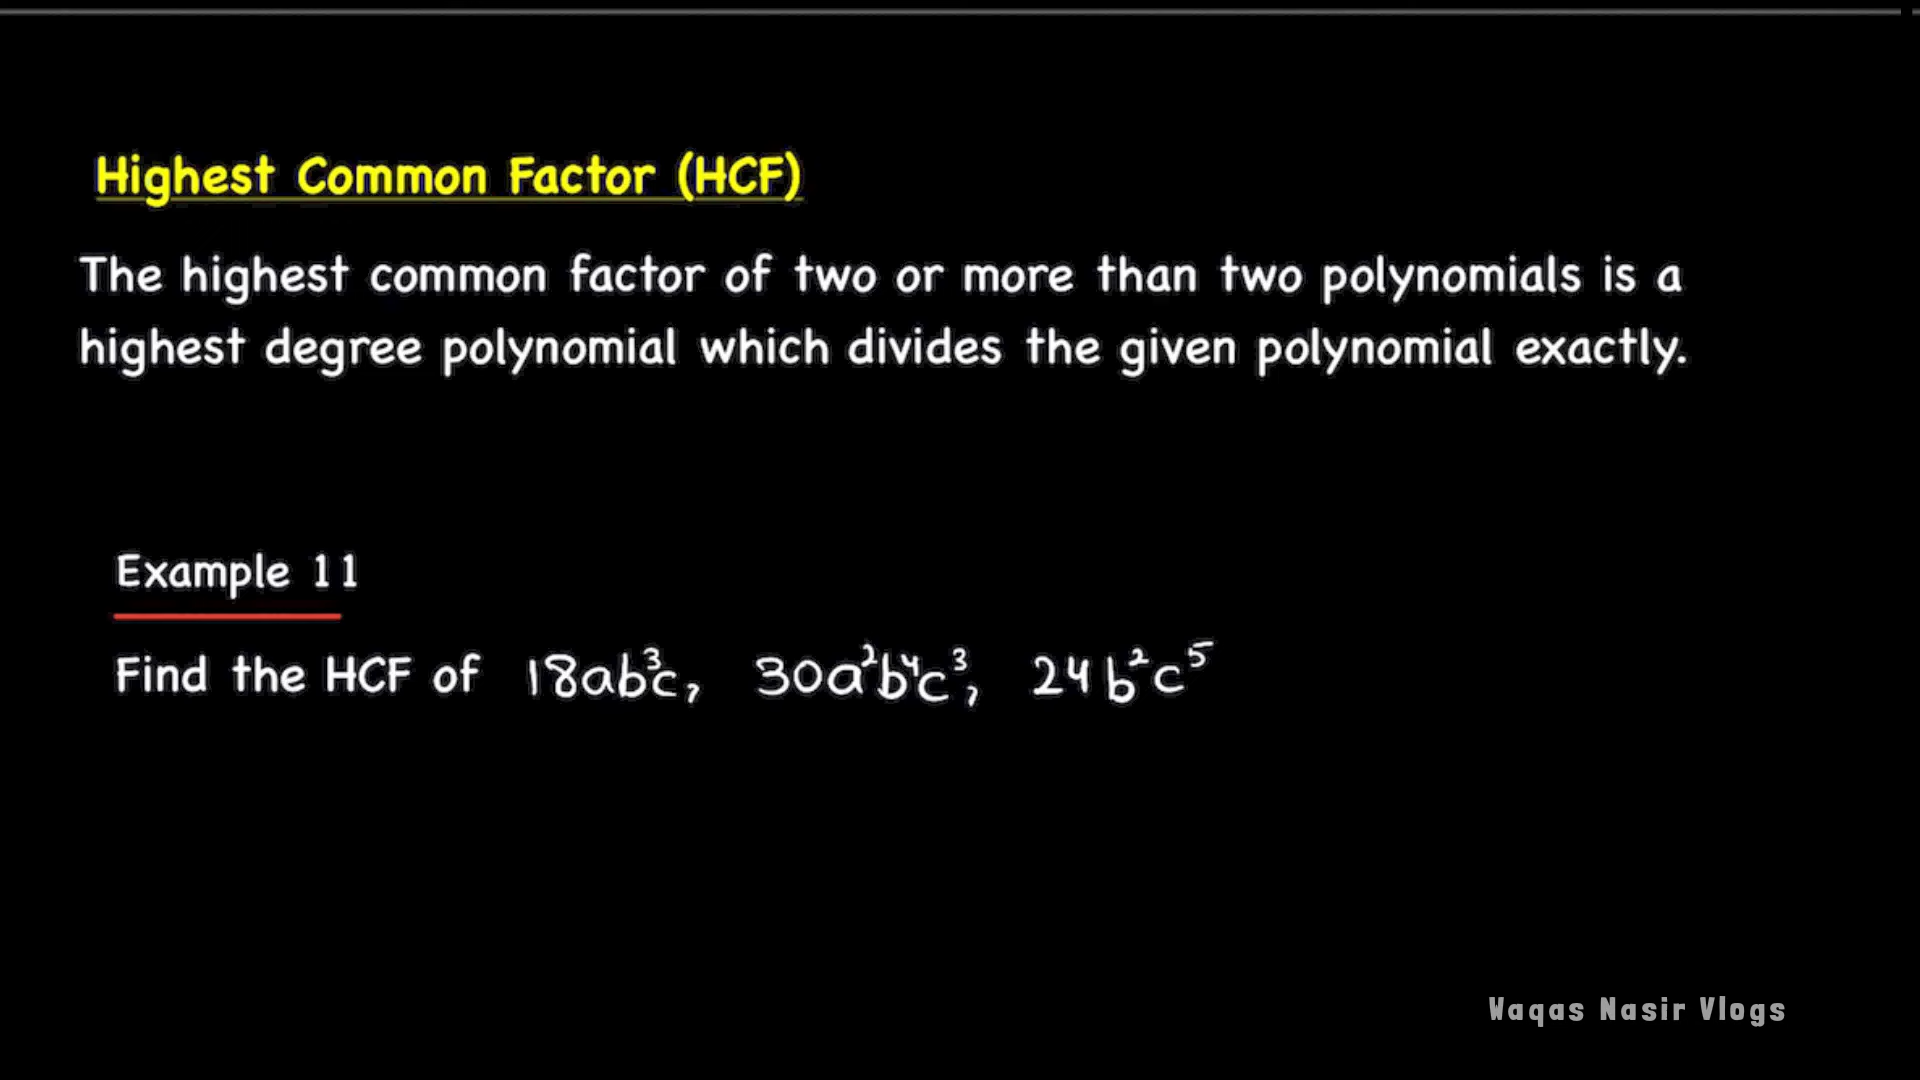 Highest Common Factor (HCF)
The highest common factor of two or more than two polynomials is a
highest degree polynomial which divides the given polynomial exactly.
Example 11
Find the HCF of 18ab³c, 30a²b⁴c³, 24b²c⁵
Waqas Nasir Vlogs